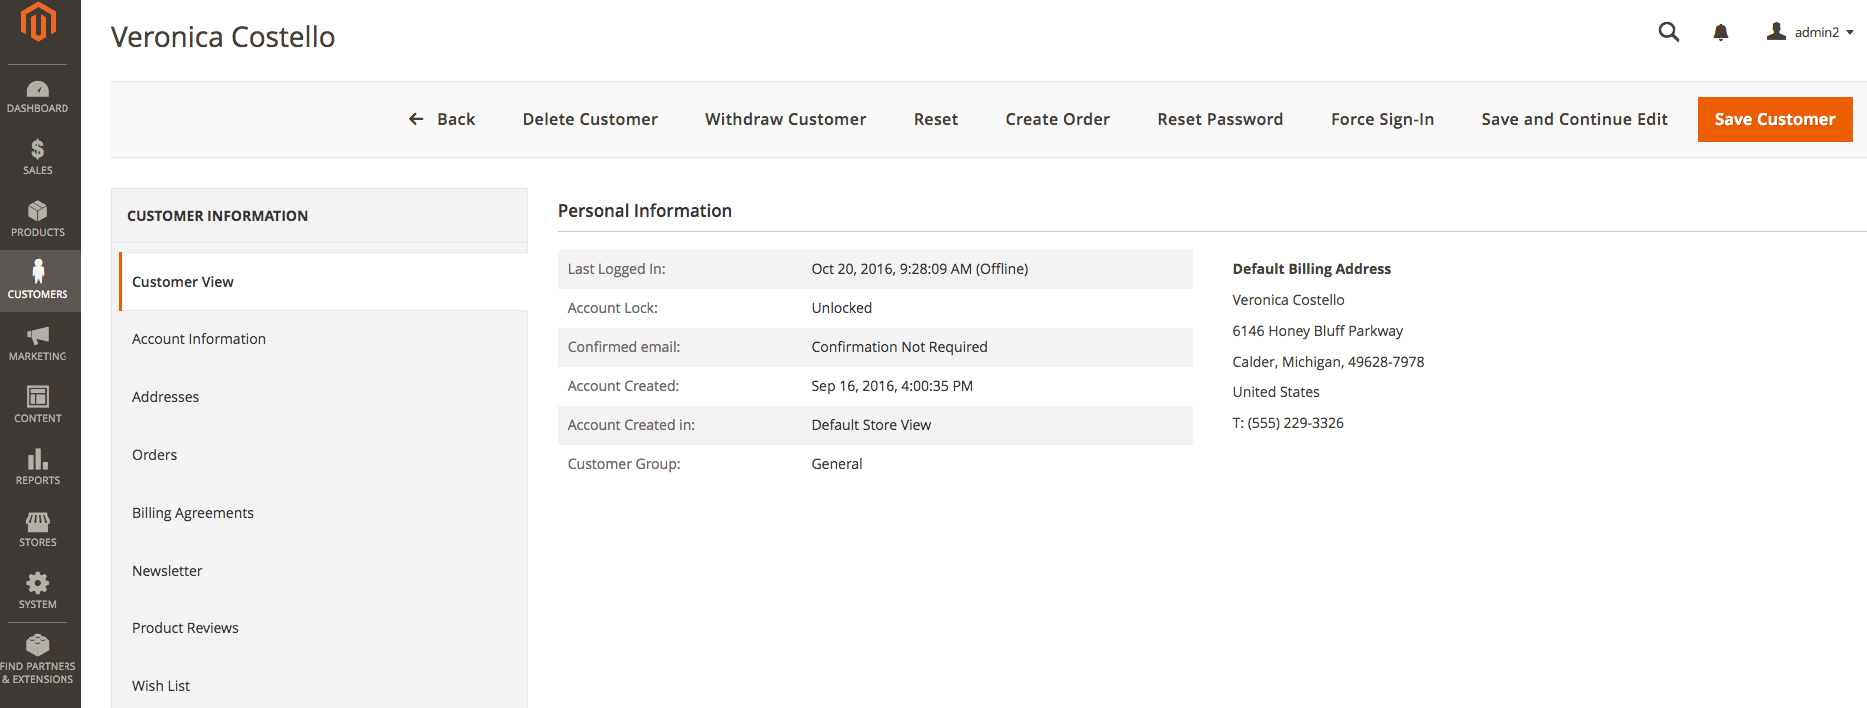 Veronica Costello
admin2
DASHBOARD
SALES
PRODUCTS
CUSTOMERS
MARKETING
CONTENT
REPORTS
STORES
SYSTEM
FIND PARTNERS
& EXTENSIONS
Back Delete Customer Withdraw Customer Reset Create Order Reset Password Force Sign-In Save and Continue Edit Save Customer
CUSTOMER INFORMATION
Customer View
Account Information
Addresses
Orders
Billing Agreements
Newsletter
Product Reviews
Wish List
Personal Information
Last Logged In: Oct 20, 2016, 9:28:09 AM (Offline)
Account Lock: Unlocked
Confirmed email: Confirmation Not Required
Account Created: Sep 16, 2016, 4:00:35 PM
Account Created in: Default Store View
Customer Group: General
Default Billing Address
Veronica Costello
6146 Honey Bluff Parkway
Calder, Michigan, 49628-7978
United States
T: (555) 229-3326